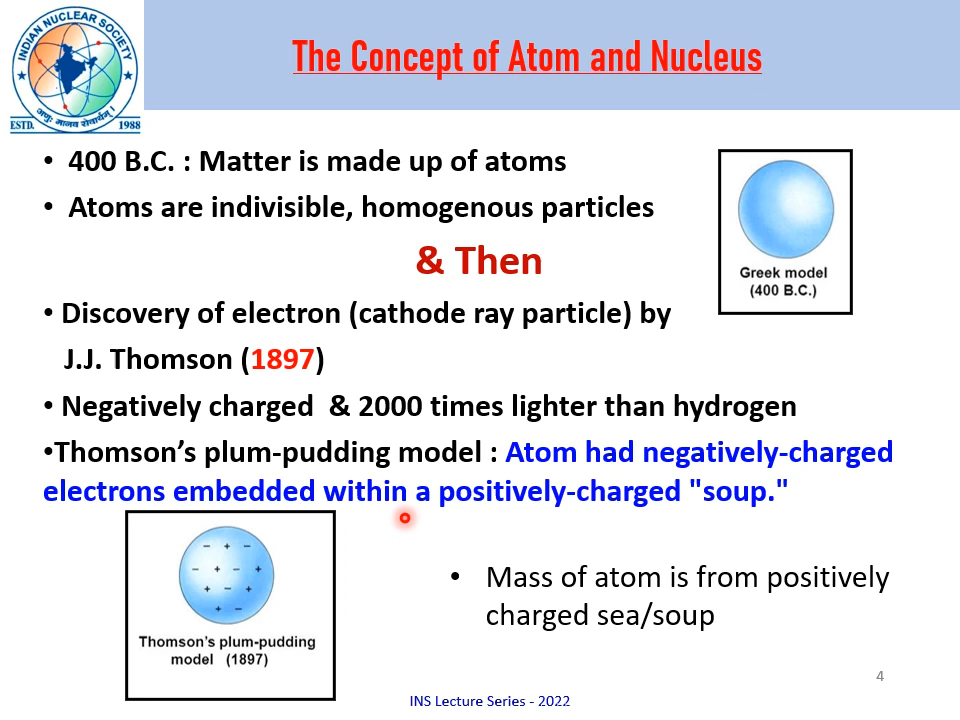 INDIAN NUCLEAR SOCIETY
अणुः मानव सेवार्थम् ।
ESTD. 1988
The Concept of Atom and Nucleus
• 400 B.C. : Matter is made up of atoms
• Atoms are indivisible, homogenous particles
Greek model
(400 B.C.)
& Then
• Discovery of electron (cathode ray particle) by
J.J. Thomson (1897)
• Negatively charged & 2000 times lighter than hydrogen
•Thomson’s plum-pudding model : Atom had negatively-charged
electrons embedded within a positively-charged "soup."
− + −
− + − −
+ − + −
+ −
Thomson’s plum-pudding
model (1897)
• Mass of atom is from positively
charged sea/soup
4
INS Lecture Series - 2022